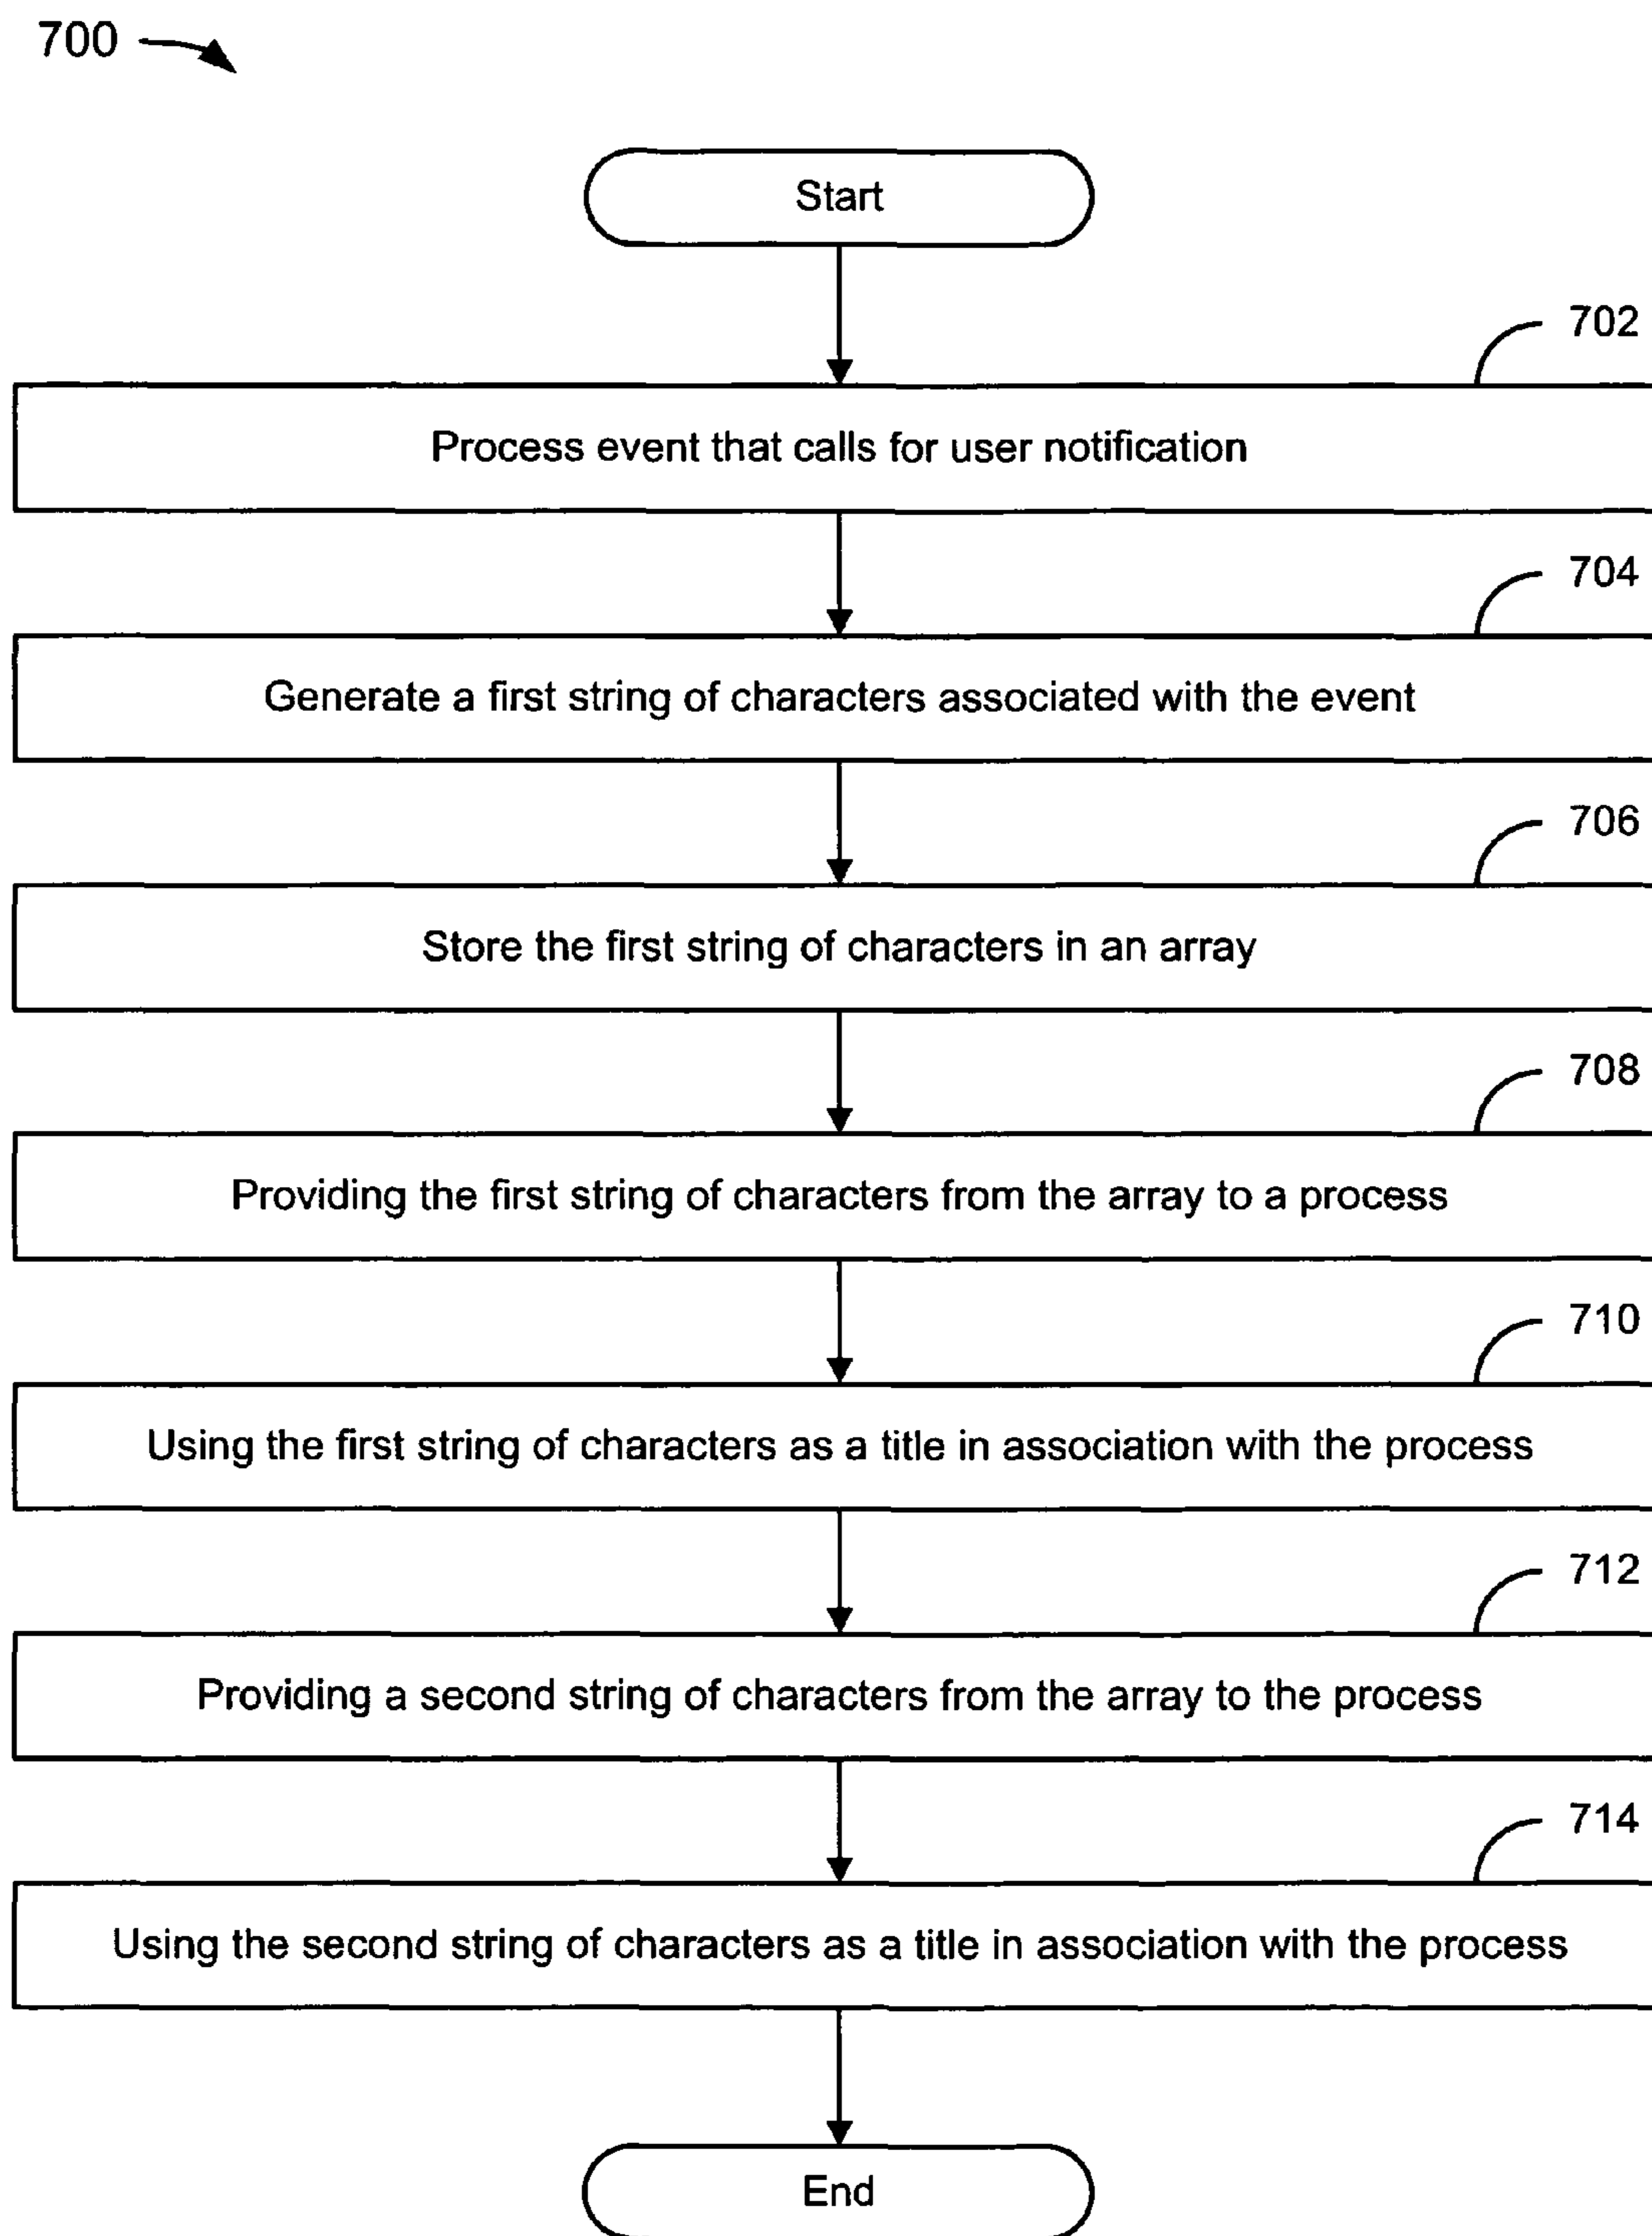 700
Start
702
Process event that calls for user notification
704
Generate a first string of characters associated with the event
706
Store the first string of characters in an array
708
Providing the first string of characters from the array to a process
710
Using the first string of characters as a title in association with the process
712
Providing a second string of characters from the array to the process
714
Using the second string of characters as a title in association with the process
End